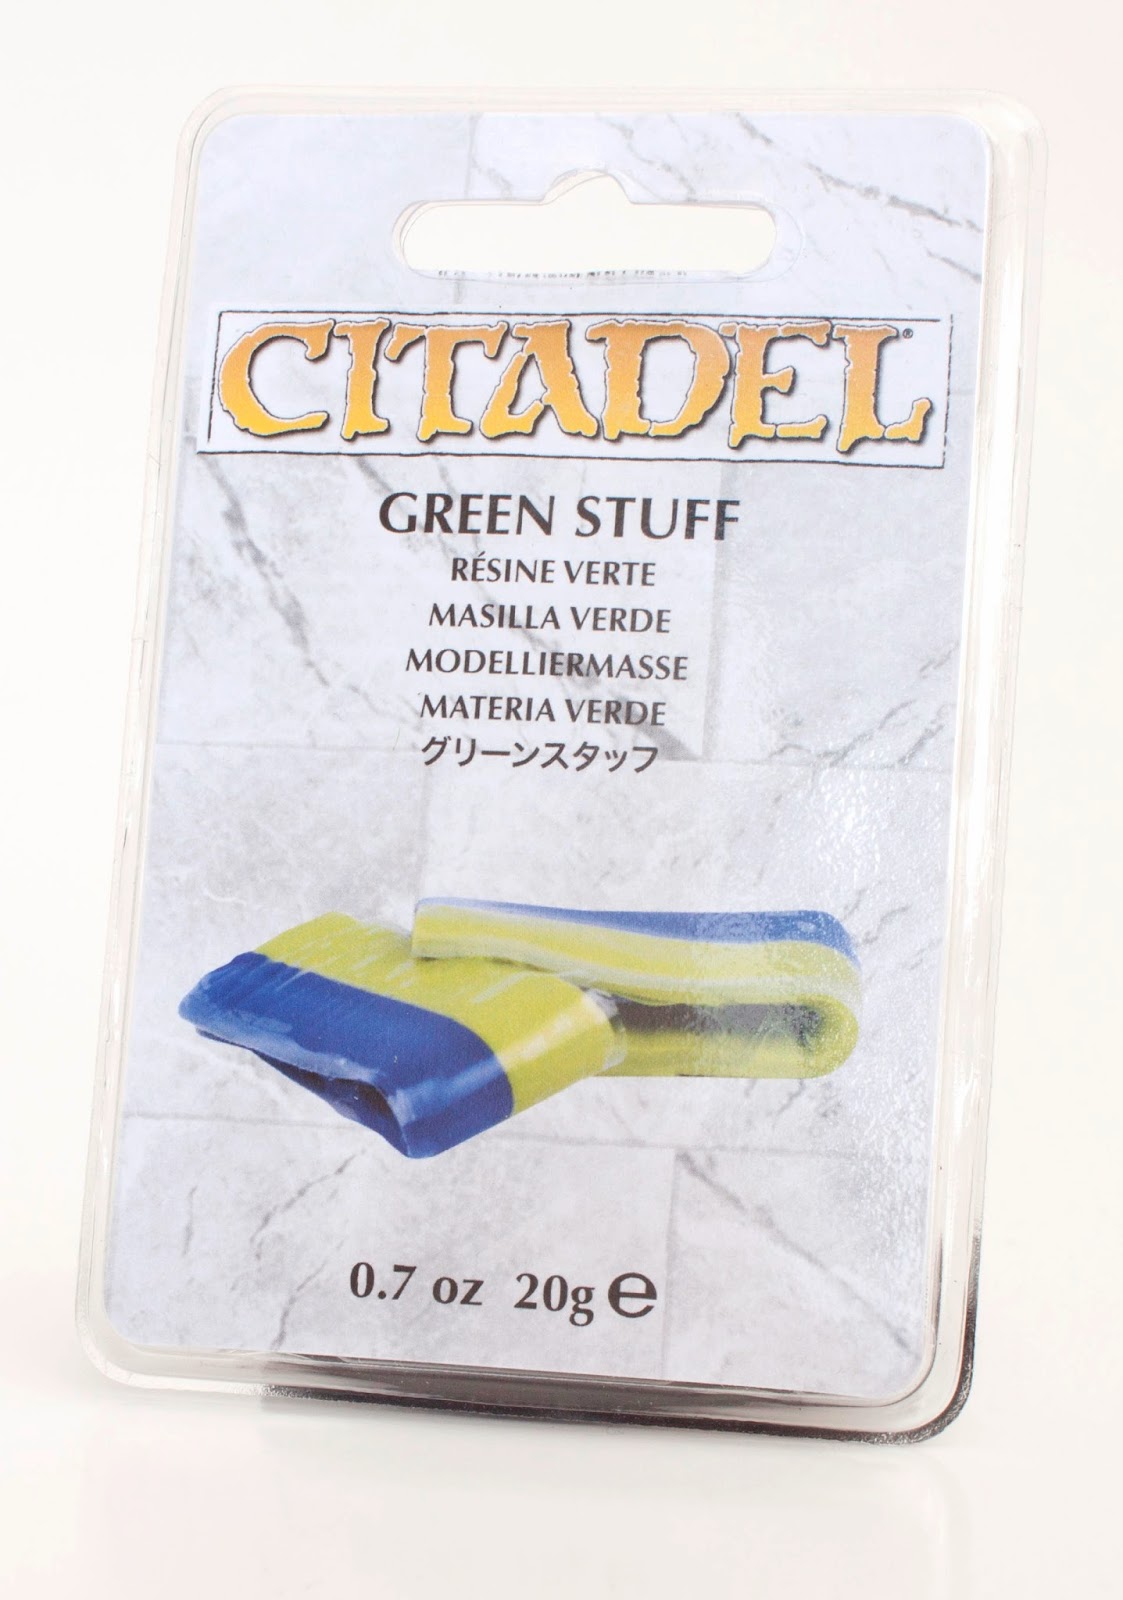 CITADEL®
GREEN STUFF
RÉSINE VERTE
MASILLA VERDE
MODELLIERMASSE
MATERIA VERDE
グリーンスタッフ
0.7 oz 20g ℮